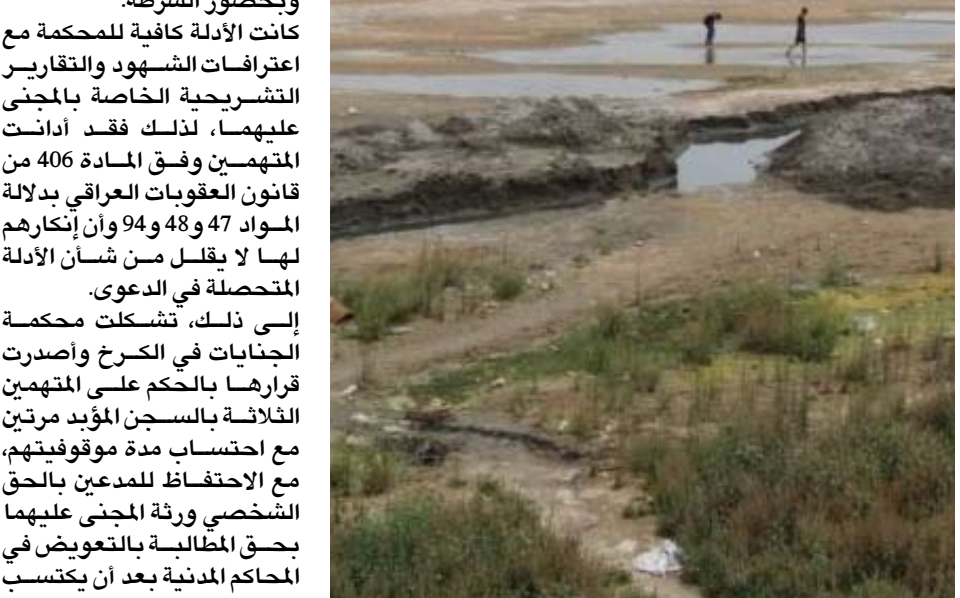 وبحضور الشرطة.
كانت الأدلة كافية للمحكمة مع
اعترافات الشهود والتقارير
التشريحية الخاصة بالمجنى
عليهما، لذلك فقد أدانت
المتهمين وفق المادة 406 من
قانون العقوبات العراقي بدلالة
المواد 47 و48 و94 وأن إنكارهم
لها لا يقلل من شأن الأدلة
المتحصلة في الدعوى.
إلى ذلك، تشكلت محكمة
الجنايات في الكرخ وأصدرت
قرارها بالحكم على المتهمين
الثلاثة بالسجن المؤبد مرتين
مع احتساب مدة موقوفيتهم،
مع الاحتفاظ للمدعين بالحق
الشخصي ورثة المجنى عليهما
بحق المطالبة بالتعويض في
المحاكم المدنية بعد أن يكتسب